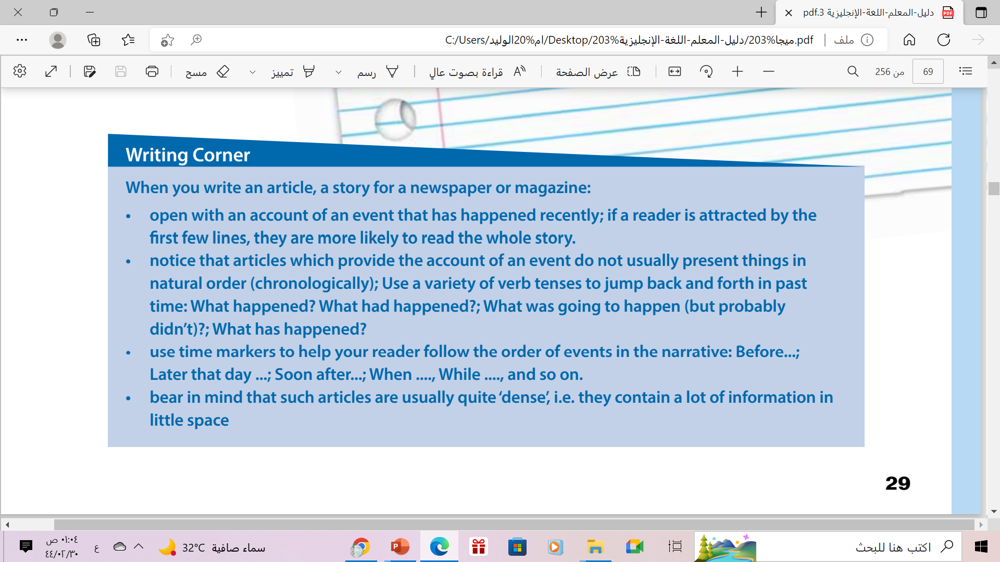 دليل-المعلم-اللغة-الإنجليزية 3.pdf
ملف
C:/Users/ام%20الوليد/Desktop/ميجا%203/دليل-المعلم-اللغة-الإنجليزية%203.pdf
69
من 256
عرض الصفحة
قراءة بصوت عالٍ
رسم
تمييز
مسح
Writing Corner
When you write an article, a story for a newspaper or magazine:
• open with an account of an event that has happened recently; if a reader is attracted by the
first few lines, they are more likely to read the whole story.
• notice that articles which provide the account of an event do not usually present things in
natural order (chronologically); Use a variety of verb tenses to jump back and forth in past
time: What happened? What had happened?; What was going to happen (but probably
didn’t)?; What has happened?
• use time markers to help your reader follow the order of events in the narrative: Before...;
Later that day ...; Soon after...; When ...., While ...., and so on.
• bear in mind that such articles are usually quite ‘dense’, i.e. they contain a lot of information in
little space
29
اكتب هنا للبحث
32°C سماء صافية
ع
٠١:٠٤ ص
٤٤/٠٢/٣٠